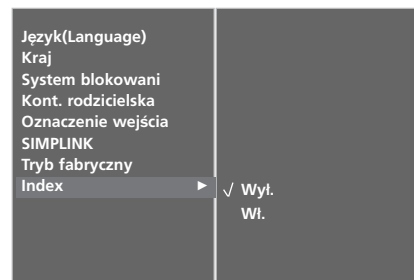 Język(Language)
Kraj
System blokowani
Kont. rodzicielska
Oznaczenie wejścia
SIMPLINK
Tryb fabryczny
Index ►
√ Wył.
Wł.